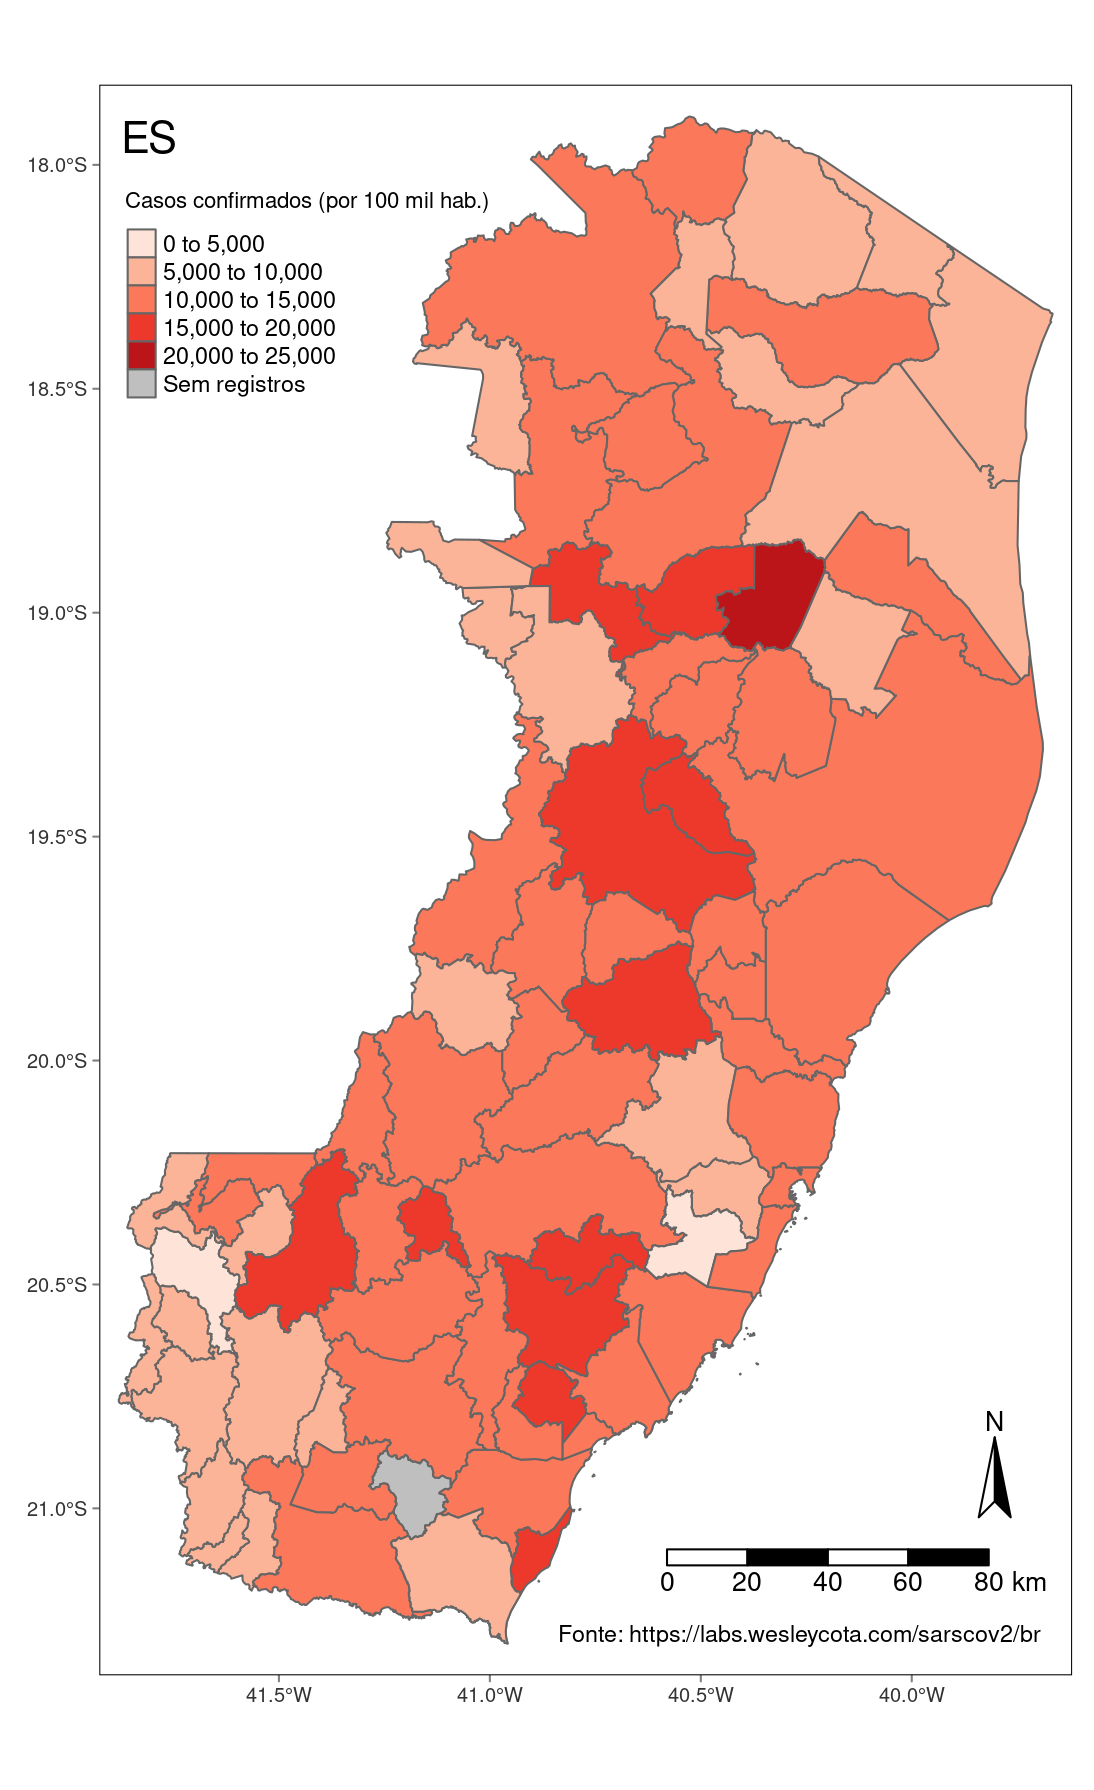 ES
Casos confirmados (por 100 mil hab.)
0 to 5,000
5,000 to 10,000
10,000 to 15,000
15,000 to 20,000
20,000 to 25,000
Sem registros
18.0°S
18.5°S
19.0°S
19.5°S
20.0°S
20.5°S
21.0°S
N
0 20 40 60 80 km
Fonte: https://labs.wesleycota.com/sarscov2/br
41.5°W 41.0°W 40.5°W 40.0°W